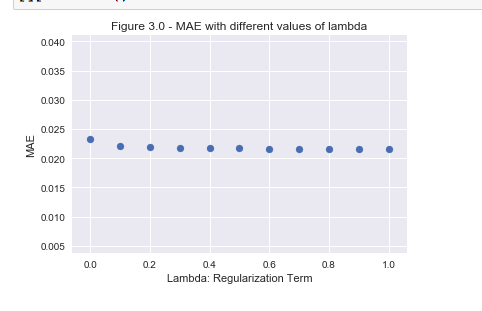 Figure 3.0 - MAE with different values of lambda
0.040
0.035
0.030
0.025
0.020
0.015
0.010
0.005
MAE
0.0 0.2 0.4 0.6 0.8 1.0
Lambda: Regularization Term